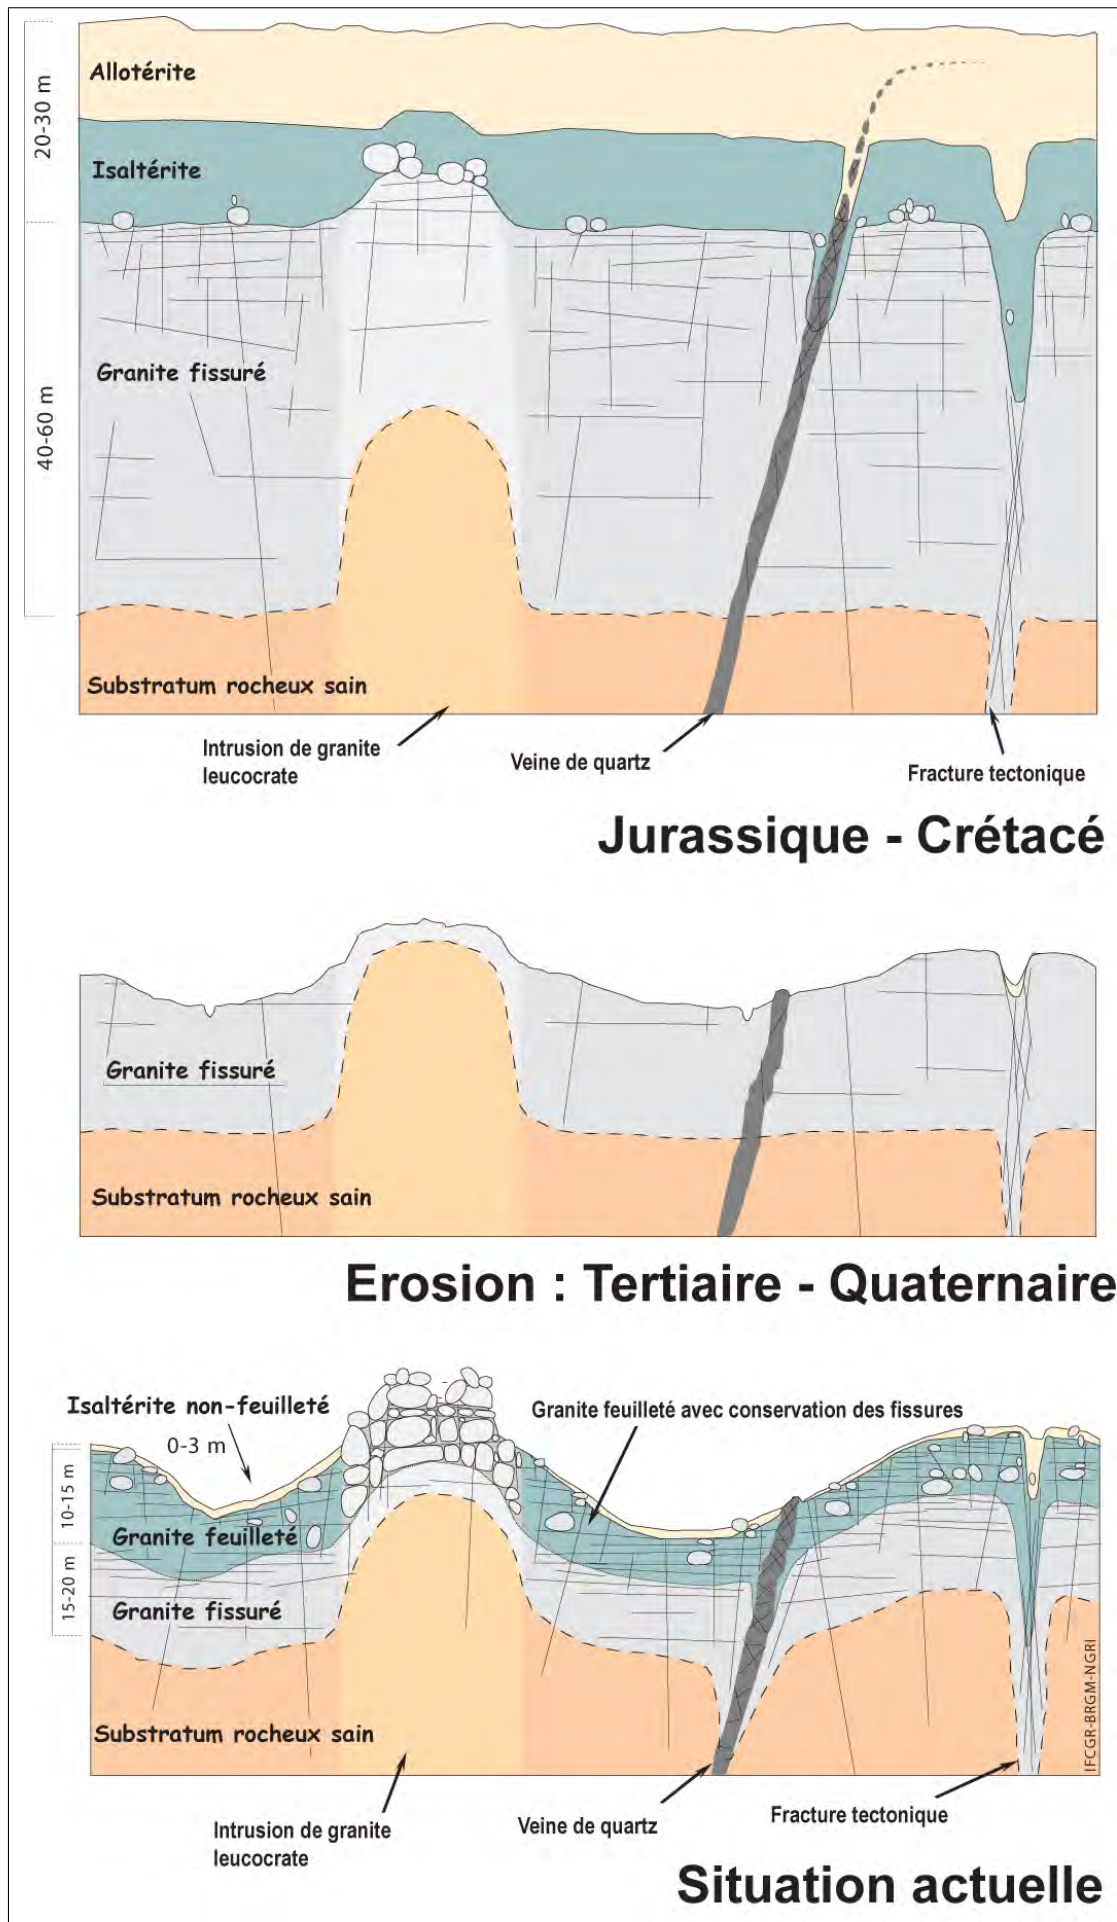 20-30 m
40-60 m
Allotérite
Isaltérite
Granite fissuré
Substratum rocheux sain
Intrusion de granite
leucocrate
Veine de quartz
Fracture tectonique
Jurassique - Crétacé
Granite fissuré
Substratum rocheux sain
Erosion : Tertiaire - Quaternaire
Isaltérite non-feuilleté
0-3 m
Granite feuilleté avec conservation des fissures
10-15 m
15-20 m
Granite feuilleté
Granite fissuré
Substratum rocheux sain
IFCGR-BRGM-NGRI
Intrusion de granite
leucocrate
Veine de quartz
Fracture tectonique
Situation actuelle